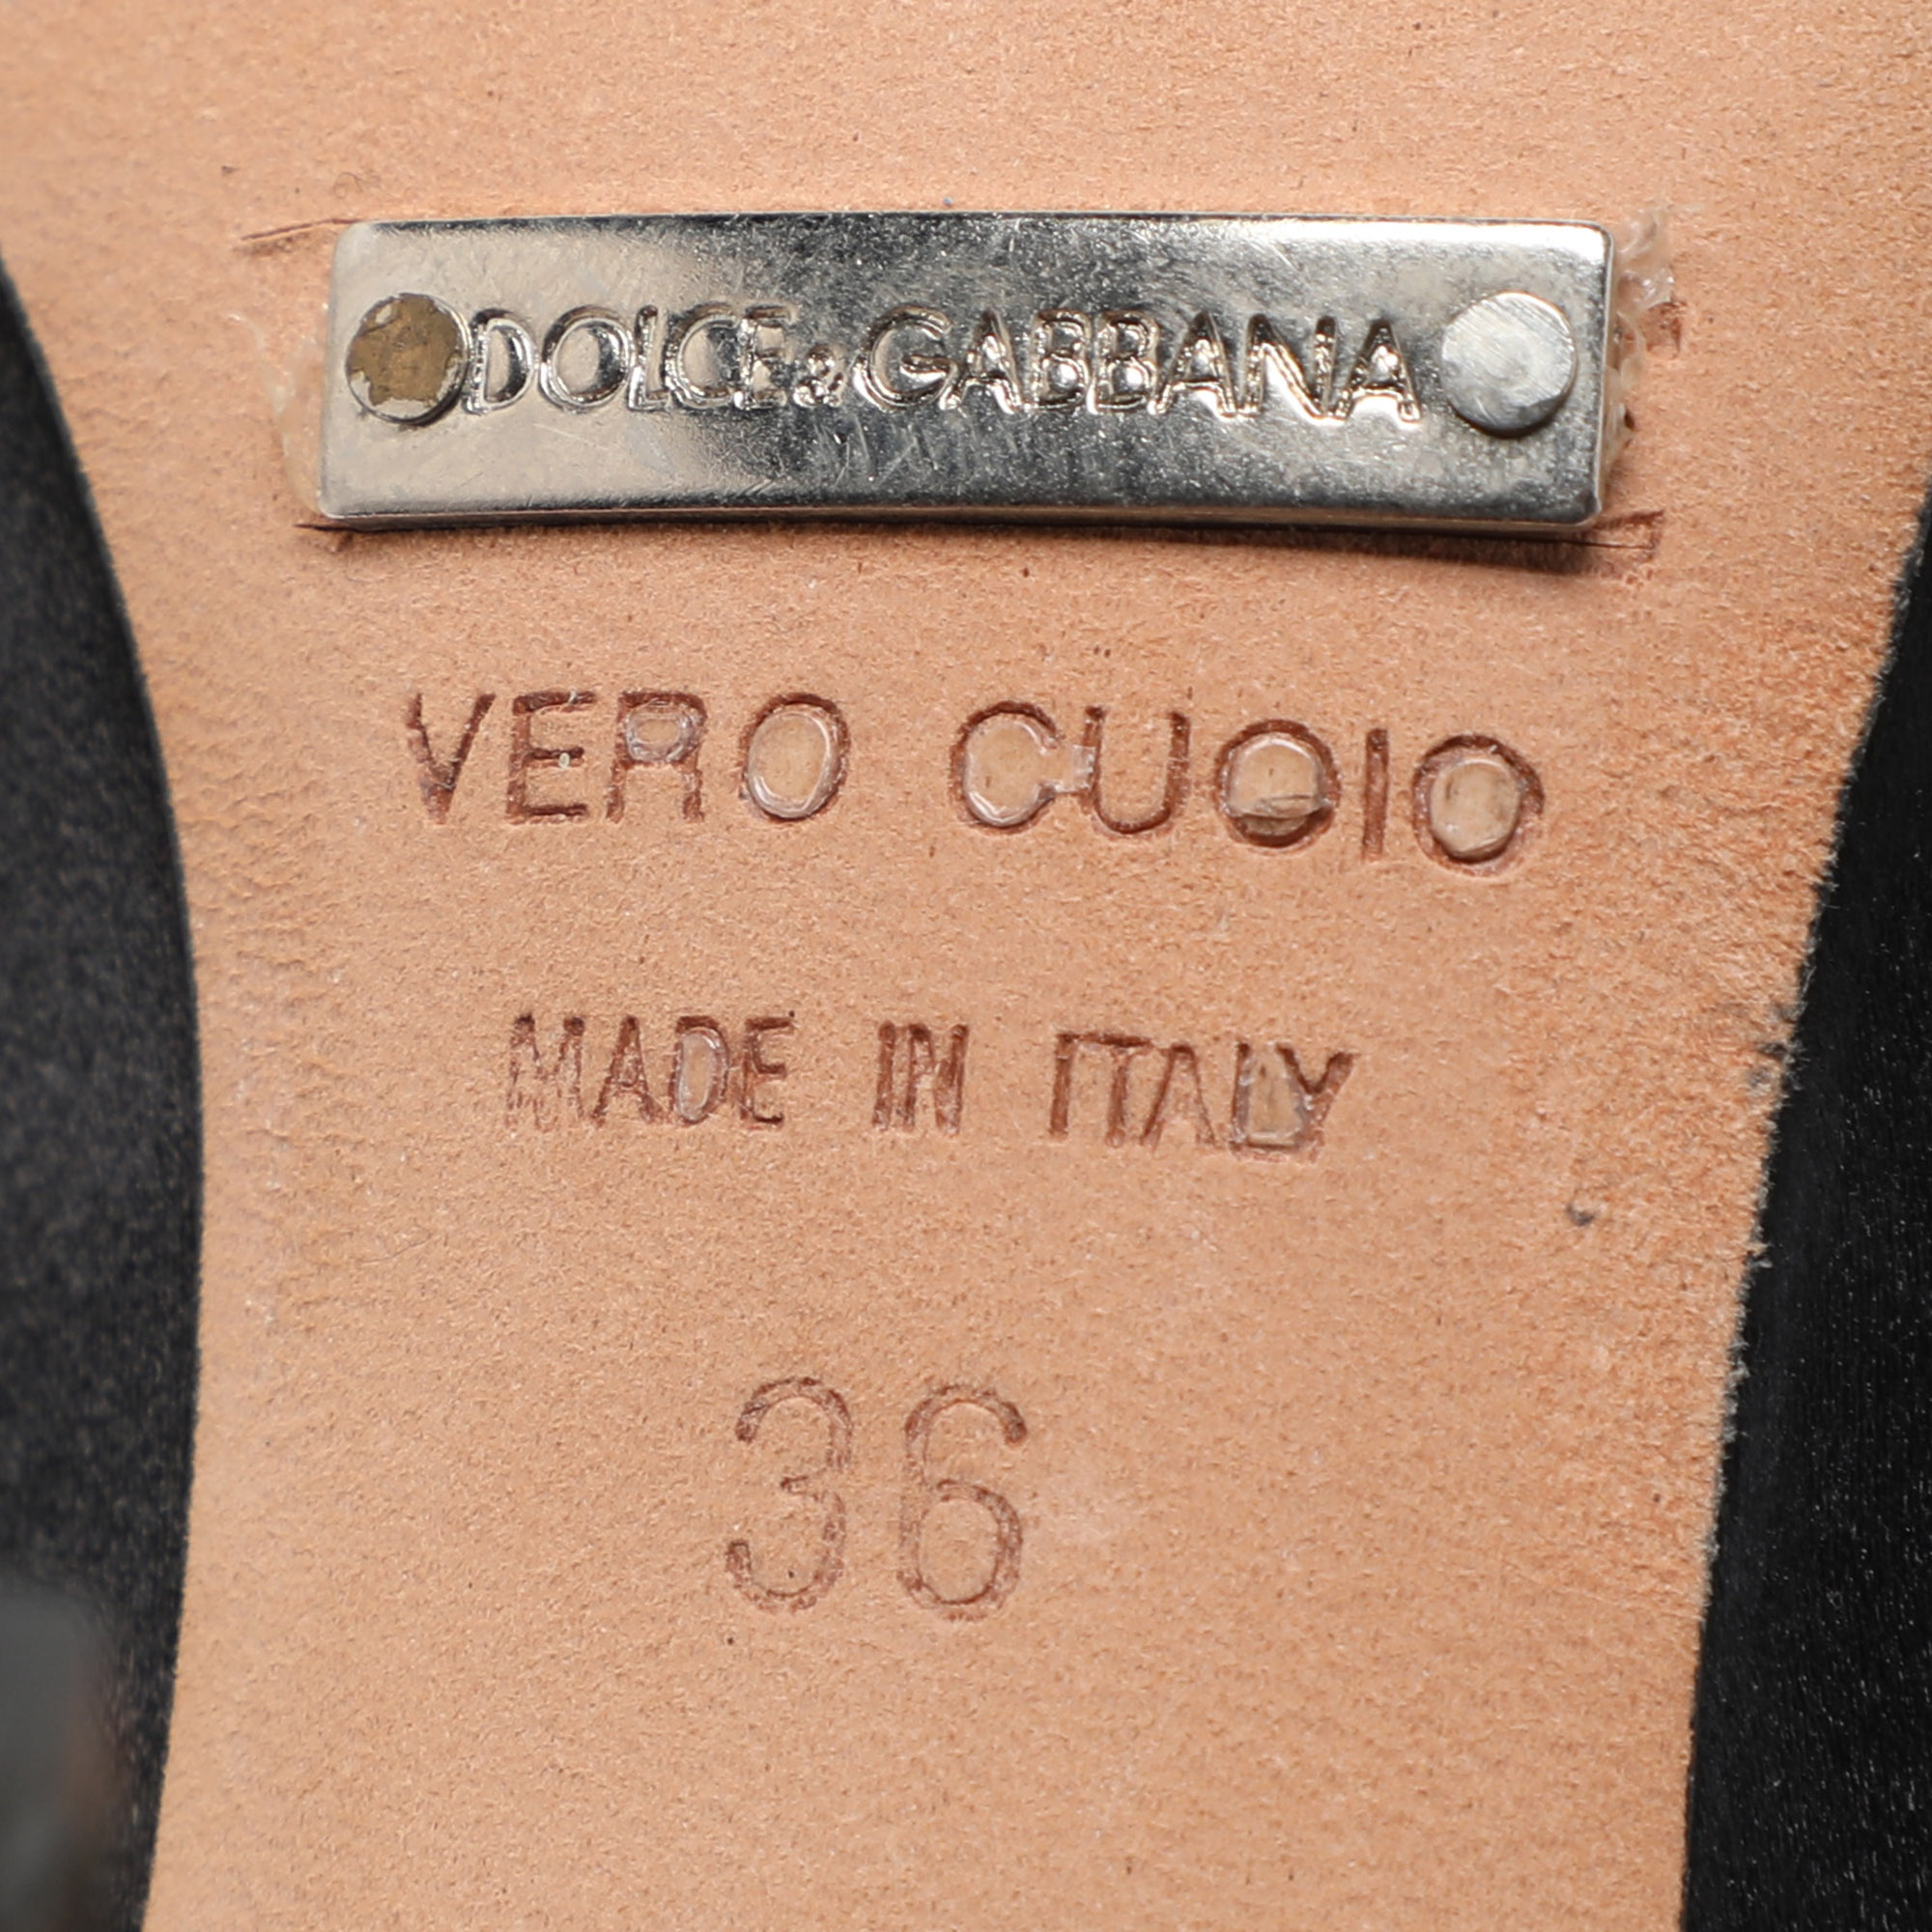 DOLCE&GABBANA
VERO CUOIO
MADE IN ITALY
36